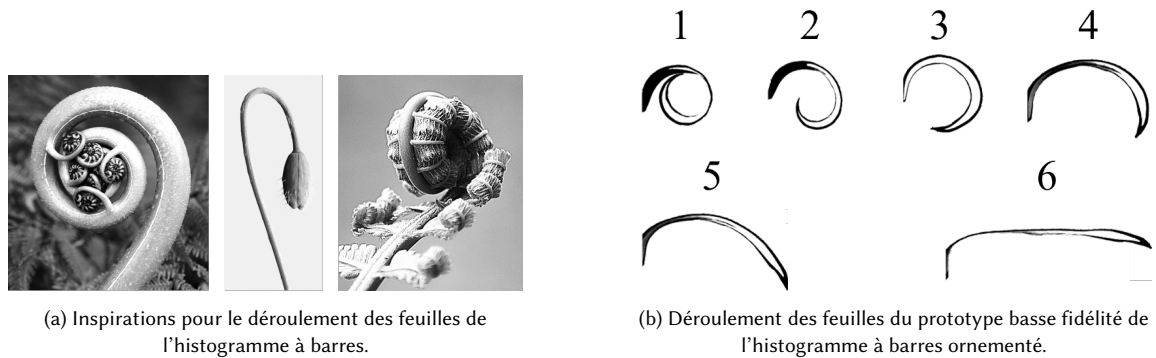 1 2 3 4
5 6
(a) Inspirations pour le déroulement des feuilles de
l'histogramme à barres.
(b) Déroulement des feuilles du prototype basse fidélité de
l'histogramme à barres ornementé.